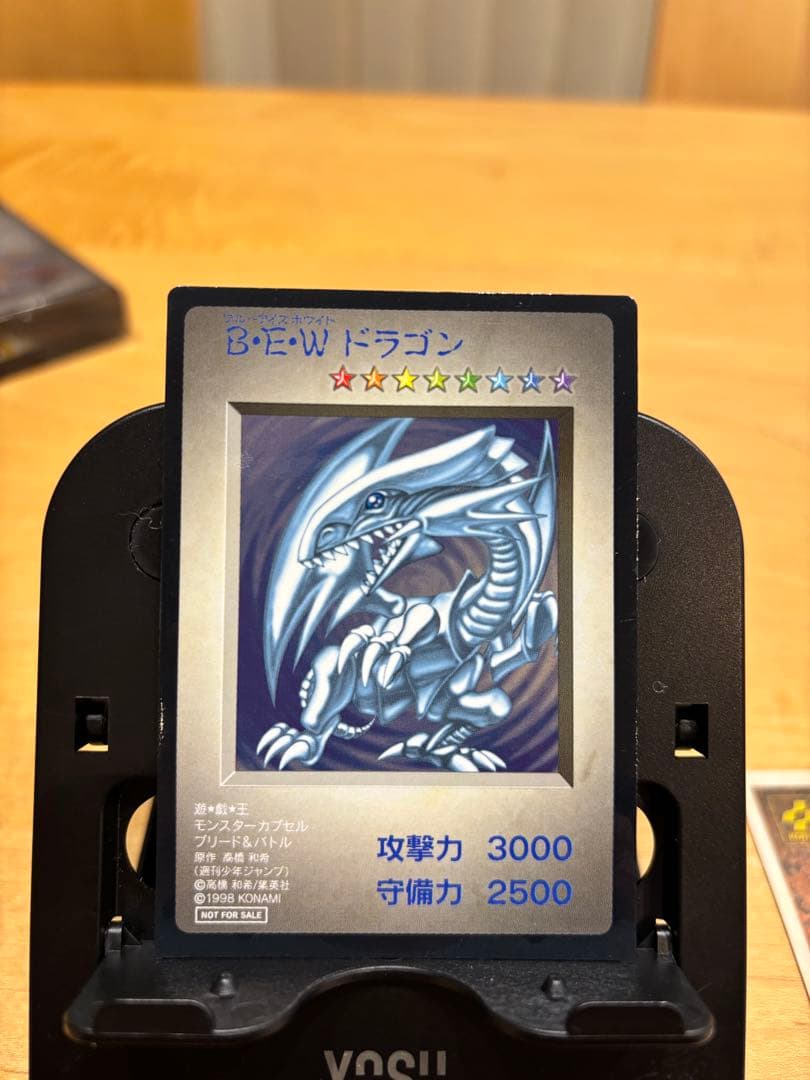 ブルーアイズホワイト
B・E・W ドラゴン
遊★戯★王
モンスターカプセル
ブリード&バトル
原作 高橋 和希
(週刊少年ジャンプ)
©高橋 和希/集英社
©1998 KONAMI
NOT FOR SALE
攻撃力 3000
守備力 2500